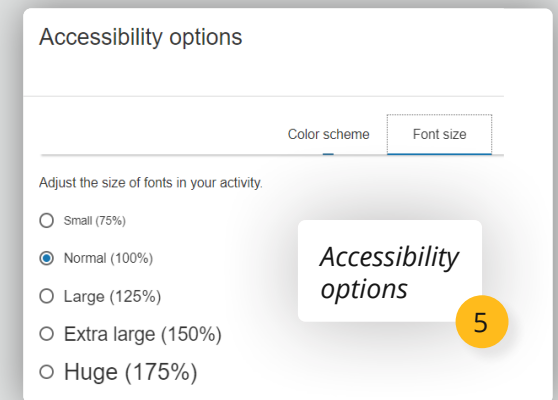 Accessibility options
Color scheme
Font size
Adjust the size of fonts in your activity.
Small (75%)
Normal (100%)
Large (125%)
Extra large (150%)
Huge (175%)
Accessibility
options
5